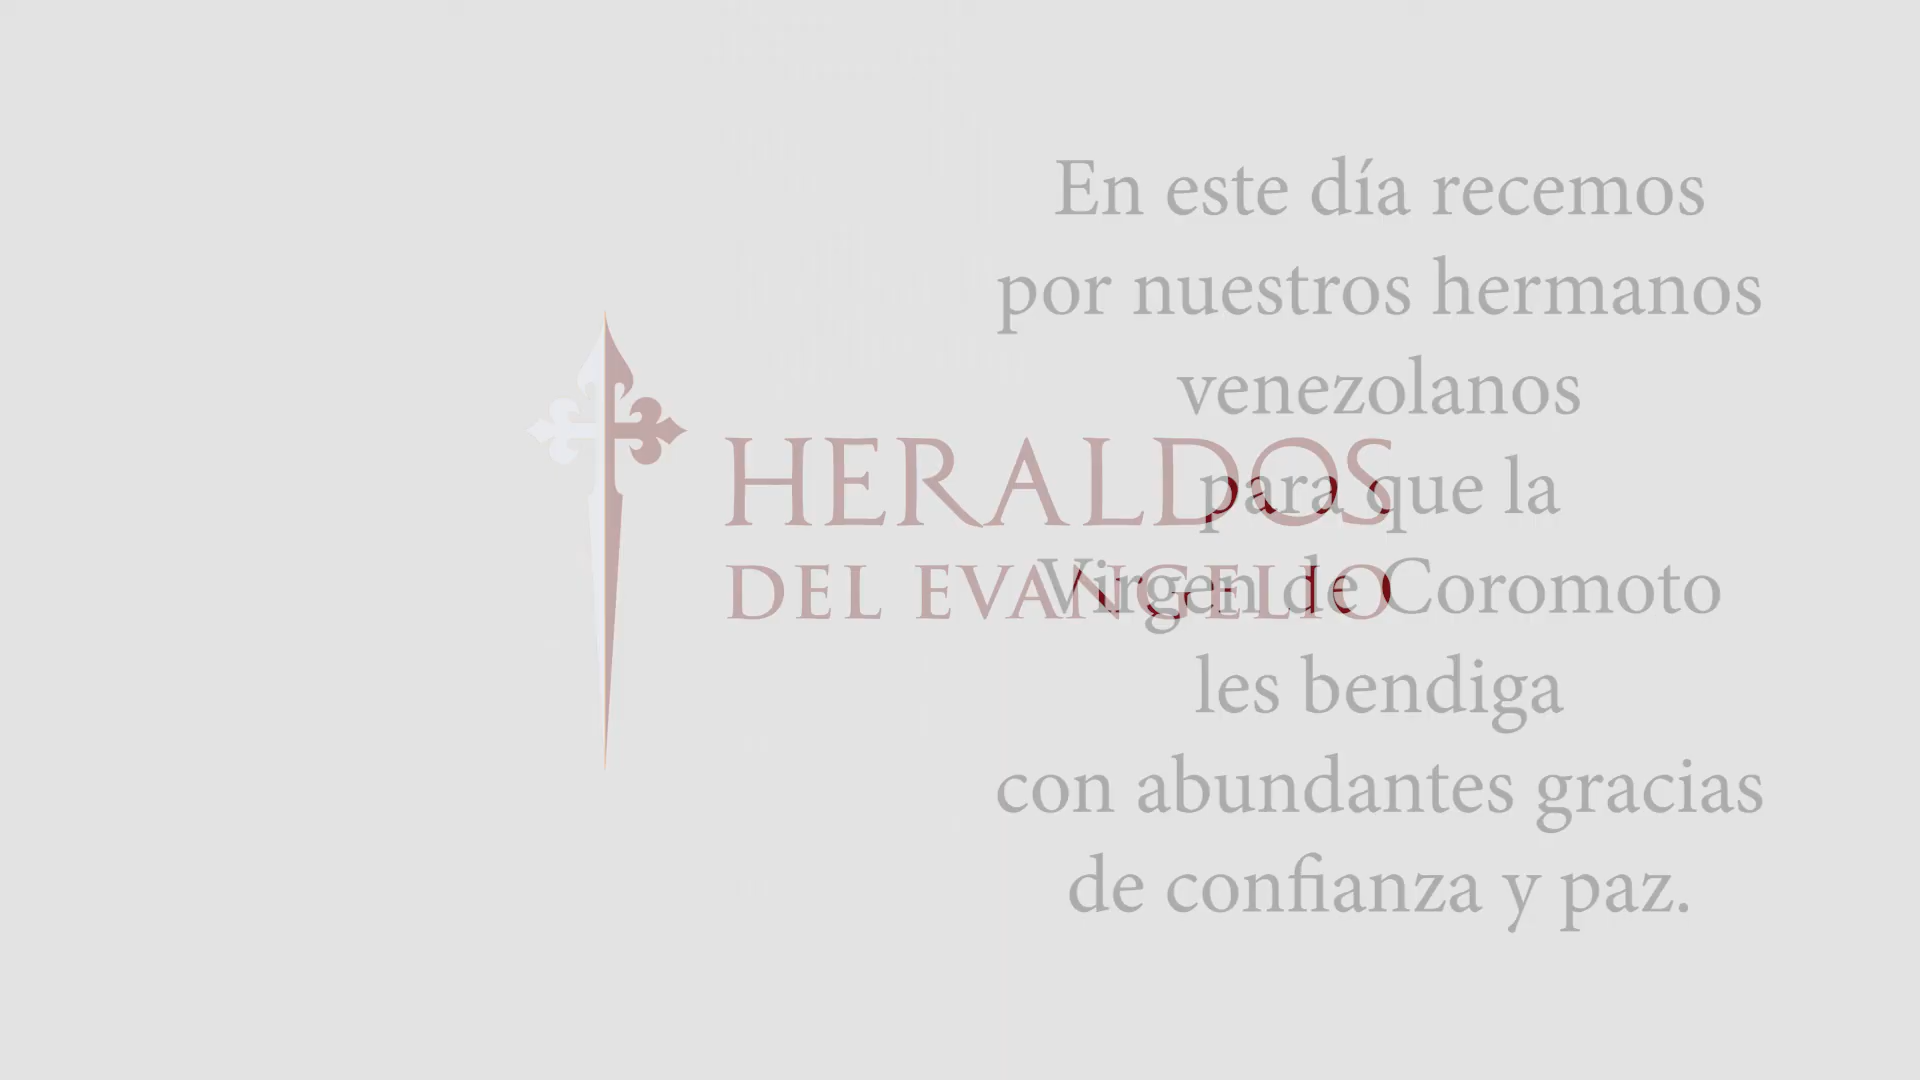 En este día recemos
por nuestros hermanos
venezolanos
para que la
Virgen de Coromoto
les bendiga
con abundantes gracias
de confianza y paz.
HERALDOS
DEL EVANGELIO